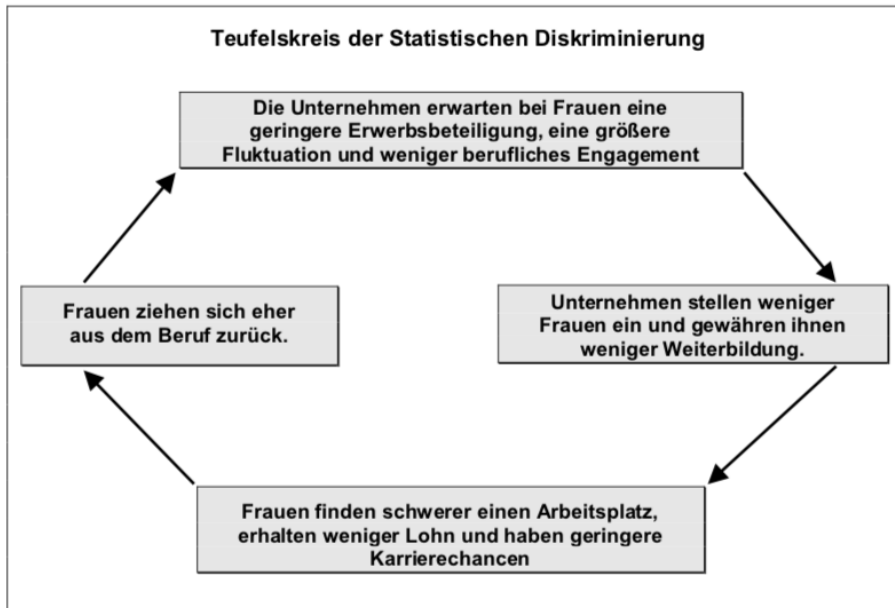 Teufelskreis der Statistischen Diskriminierung
Die Unternehmen erwarten bei Frauen eine
geringere Erwerbsbeteiligung, eine größere
Fluktuation und weniger berufliches Engagement
Unternehmen stellen weniger
Frauen ein und gewähren ihnen
weniger Weiterbildung.
Frauen finden schwerer einen Arbeitsplatz,
erhalten weniger Lohn und haben geringere
Karrierechancen
Frauen ziehen sich eher
aus dem Beruf zurück.